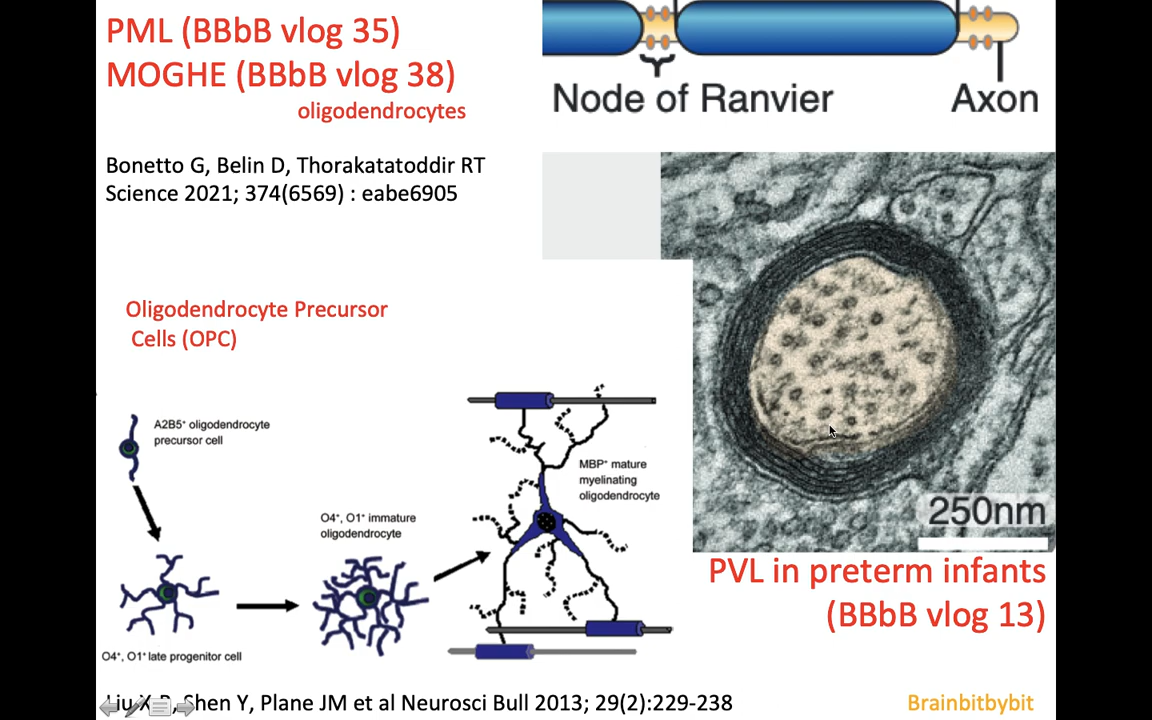 PML (BBbB vlog 35)
MOGHE (BBbB vlog 38)
oligodendrocytes
Node of Ranvier
Axon
Bonetto G, Belin D, Thorakatatoddir RT
Science 2021; 374(6569) : eabe6905
Oligodendrocyte Precursor
Cells (OPC)
A2B5⁺ oligodendrocyte
precursor cell
O4⁺, O1⁺ late progenitor cell
O4⁺, O1⁺ immature
oligodendrocyte
MBP⁺ mature
myelinating
oligodendrocyte
250nm
PVL in preterm infants
(BBbB vlog 13)
Liu X B, Shen Y, Plane JM et al Neurosci Bull 2013; 29(2):229-238
Brainbitbybit